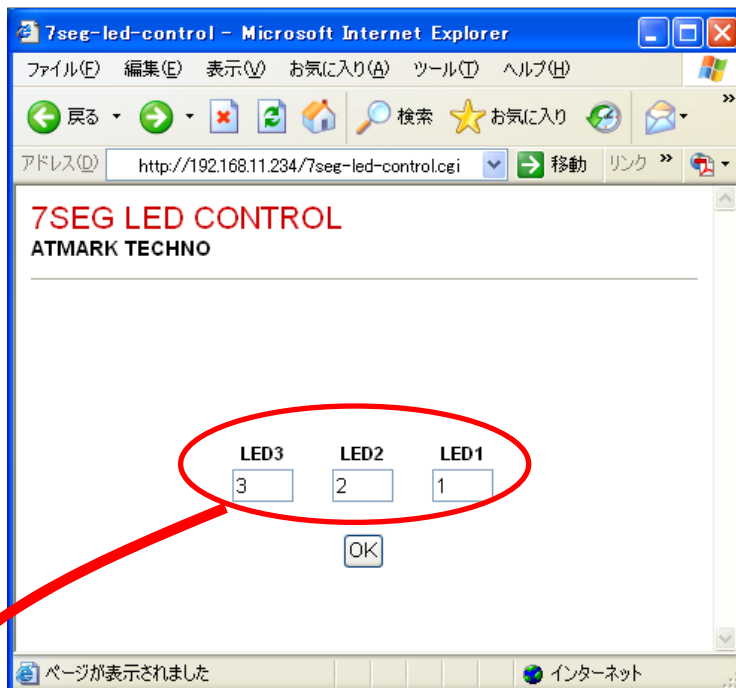 7seg-led-control - Microsoft Internet Explorer
ファイル(F) 編集(E) 表示(V) お気に入り(A) ツール(T) ヘルプ(H)
戻る 検索 お気に入り »
アドレス(D) http://192.168.11.234/7seg-led-control.cgi 移動 リンク »
7SEG LED CONTROL
ATMARK TECHNO
LED3 LED2 LED1
3 2 1
OK
ページが表示されました インターネット